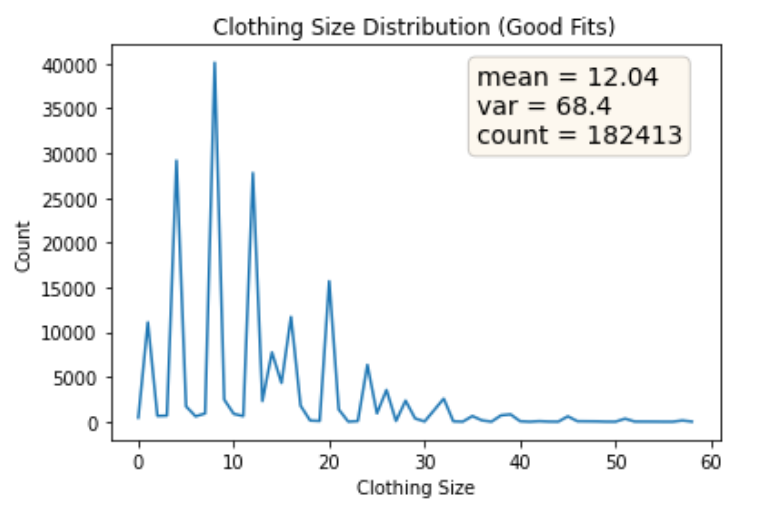 Clothing Size Distribution (Good Fits)
mean = 12.04
var = 68.4
count = 182413
40000
35000
30000
25000
20000
15000
10000
5000
0
Count
0 10 20 30 40 50 60
Clothing Size